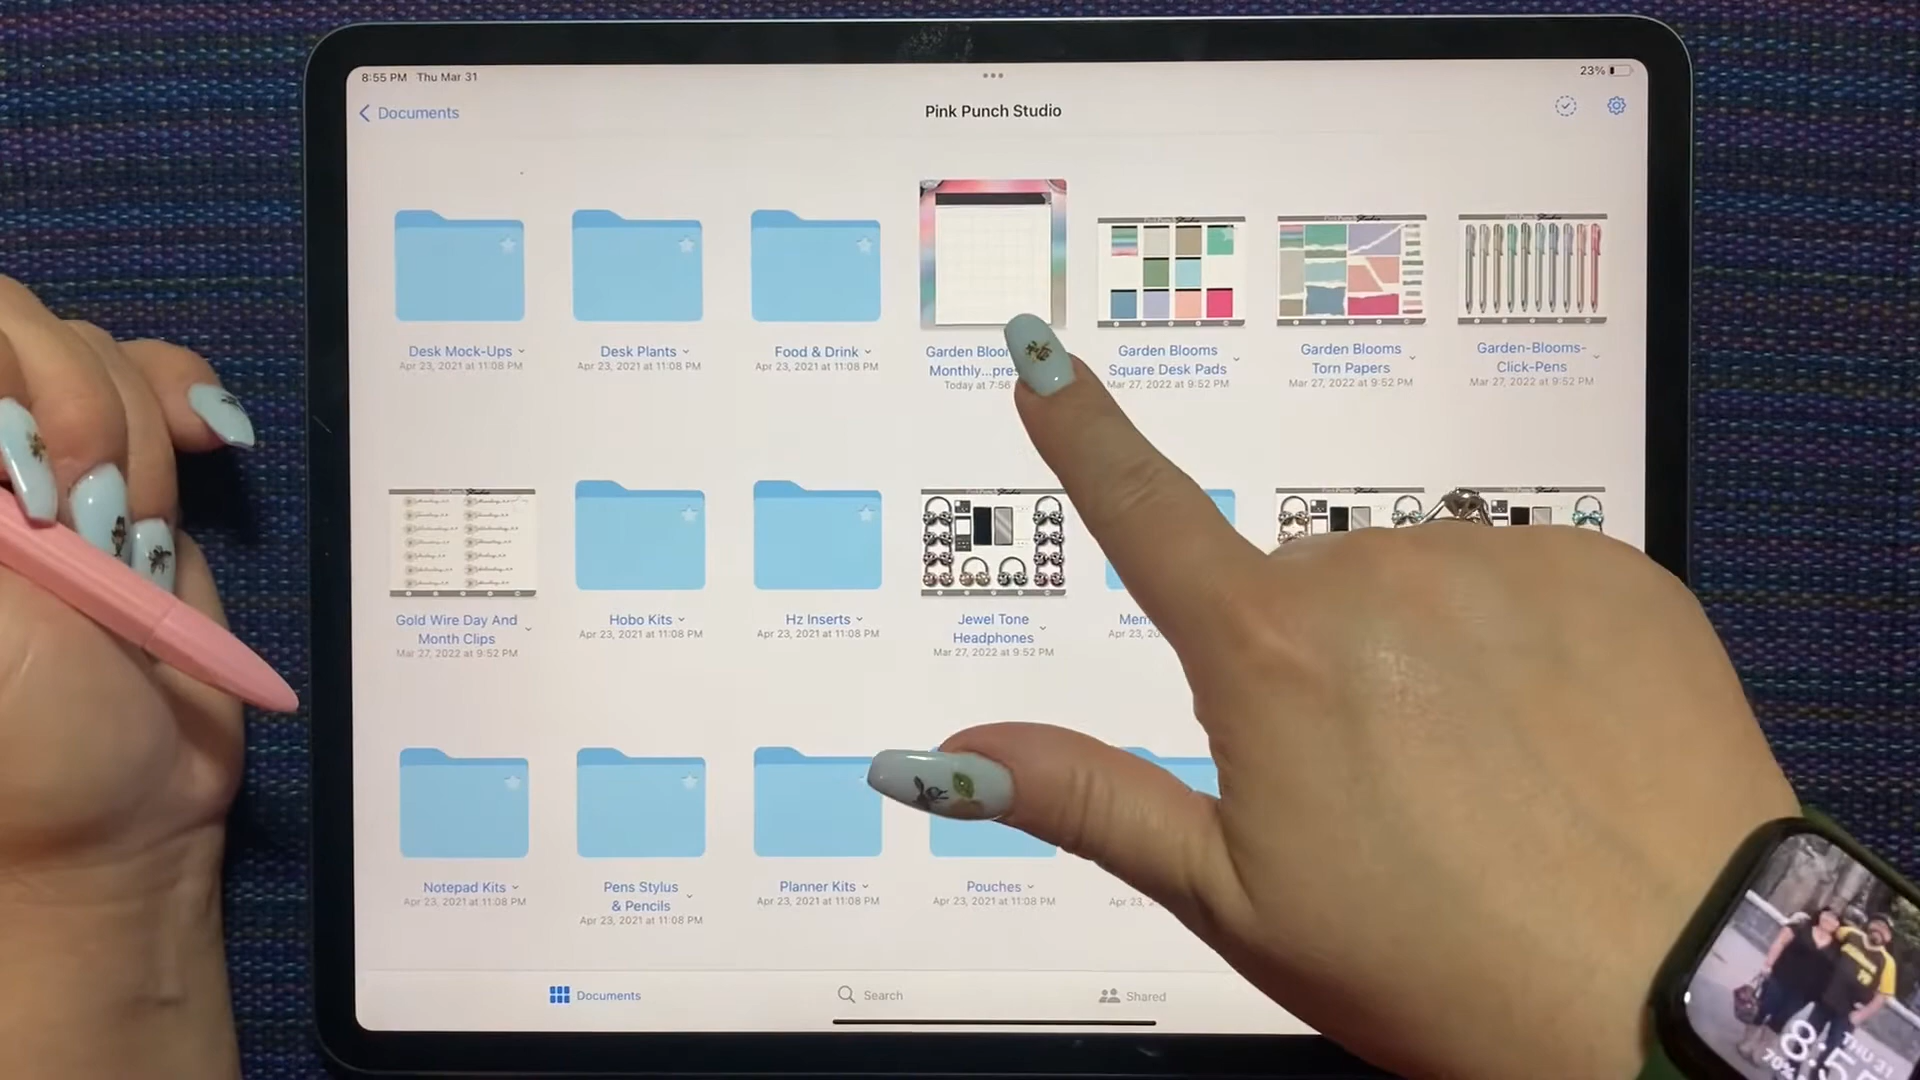 8:55 PM Thu Mar 31
23%
Documents
Pink Punch Studio
Desk Mock-Ups
Apr 23, 2021 at 11:08 PM
Desk Plants
Apr 23, 2021 at 11:08 PM
Food & Drink
Apr 23, 2021 at 11:08 PM
Garden
Monthly...
Today at 7:56
Garden Blooms
Square Desk Pads
Mar 27, 2022 at 9:52 PM
Garden Blooms
Torn Papers
Mar 27, 2022 at 9:52 PM
Garden-Blooms-
Click-Pens
Mar 27, 2022 at 9:52 PM
Gold Wire Day And
Month Clips
Mar 27, 2022 at 9:52 PM
Hobo Kits
Apr 23, 2021 at 11:08 PM
Hz Inserts
Apr 23, 2021 at 11:08 PM
Jewel Tone
Headphones
Mar 27, 2022 at 9:52 PM
Apr 23, 20
Notepad Kits
Apr 23, 2021 at 11:08 PM
Pens Stylus
& Pencils
Apr 23, 2021 at 11:08 PM
Planner Kits
Apr 23, 2021 at 11:08 PM
Pouches
Apr 23, 2021 at 11:08 PM
Apr 23,
Documents
Search
Shared
THU 31
70%